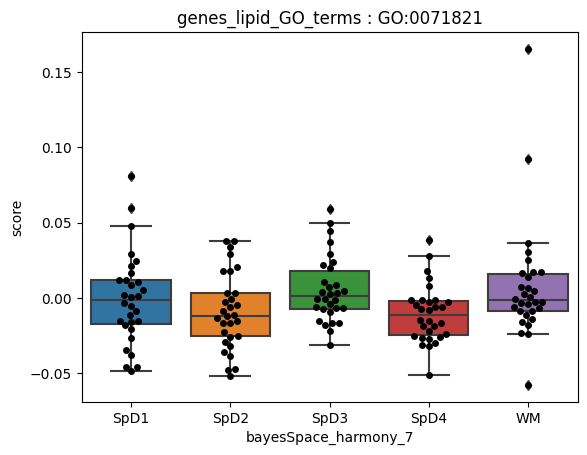 genes_lipid_GO_terms : GO:0071821
score
0.15
0.10
0.05
0.00
−0.05
SpD1 SpD2 SpD3 SpD4 WM
bayesSpace_harmony_7